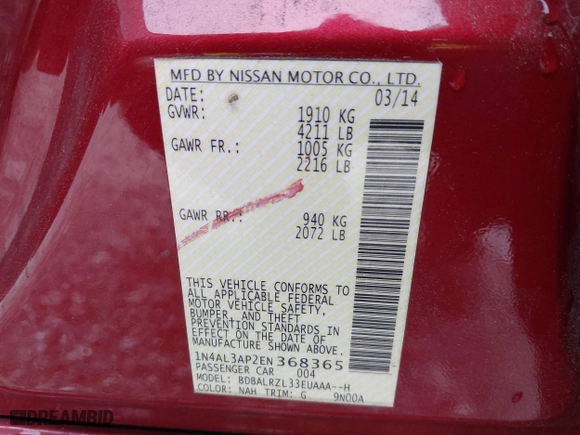 MFD BY NISSAN MOTOR CO., LTD.
DATE: 03/14
GVWR: 1910 KG
4211 LB
GAWR FR.: 1005 KG
2216 LB
GAWR RR.: 940 KG
2072 LB
THIS VEHICLE CONFORMS TO
ALL APPLICABLE FEDERAL
MOTOR VEHICLE SAFETY,
BUMPER, AND THEFT
PREVENTION STANDARDS IN
EFFECT ON THE DATE OF
MANUFACTURE SHOWN ABOVE.
1N4AL3AP2EN368365
PASSENGER CAR 004
MODEL: BDBALRZL33EUAAA--H
COLOR: NAH TRIM: G 9N00A
DREAMBID